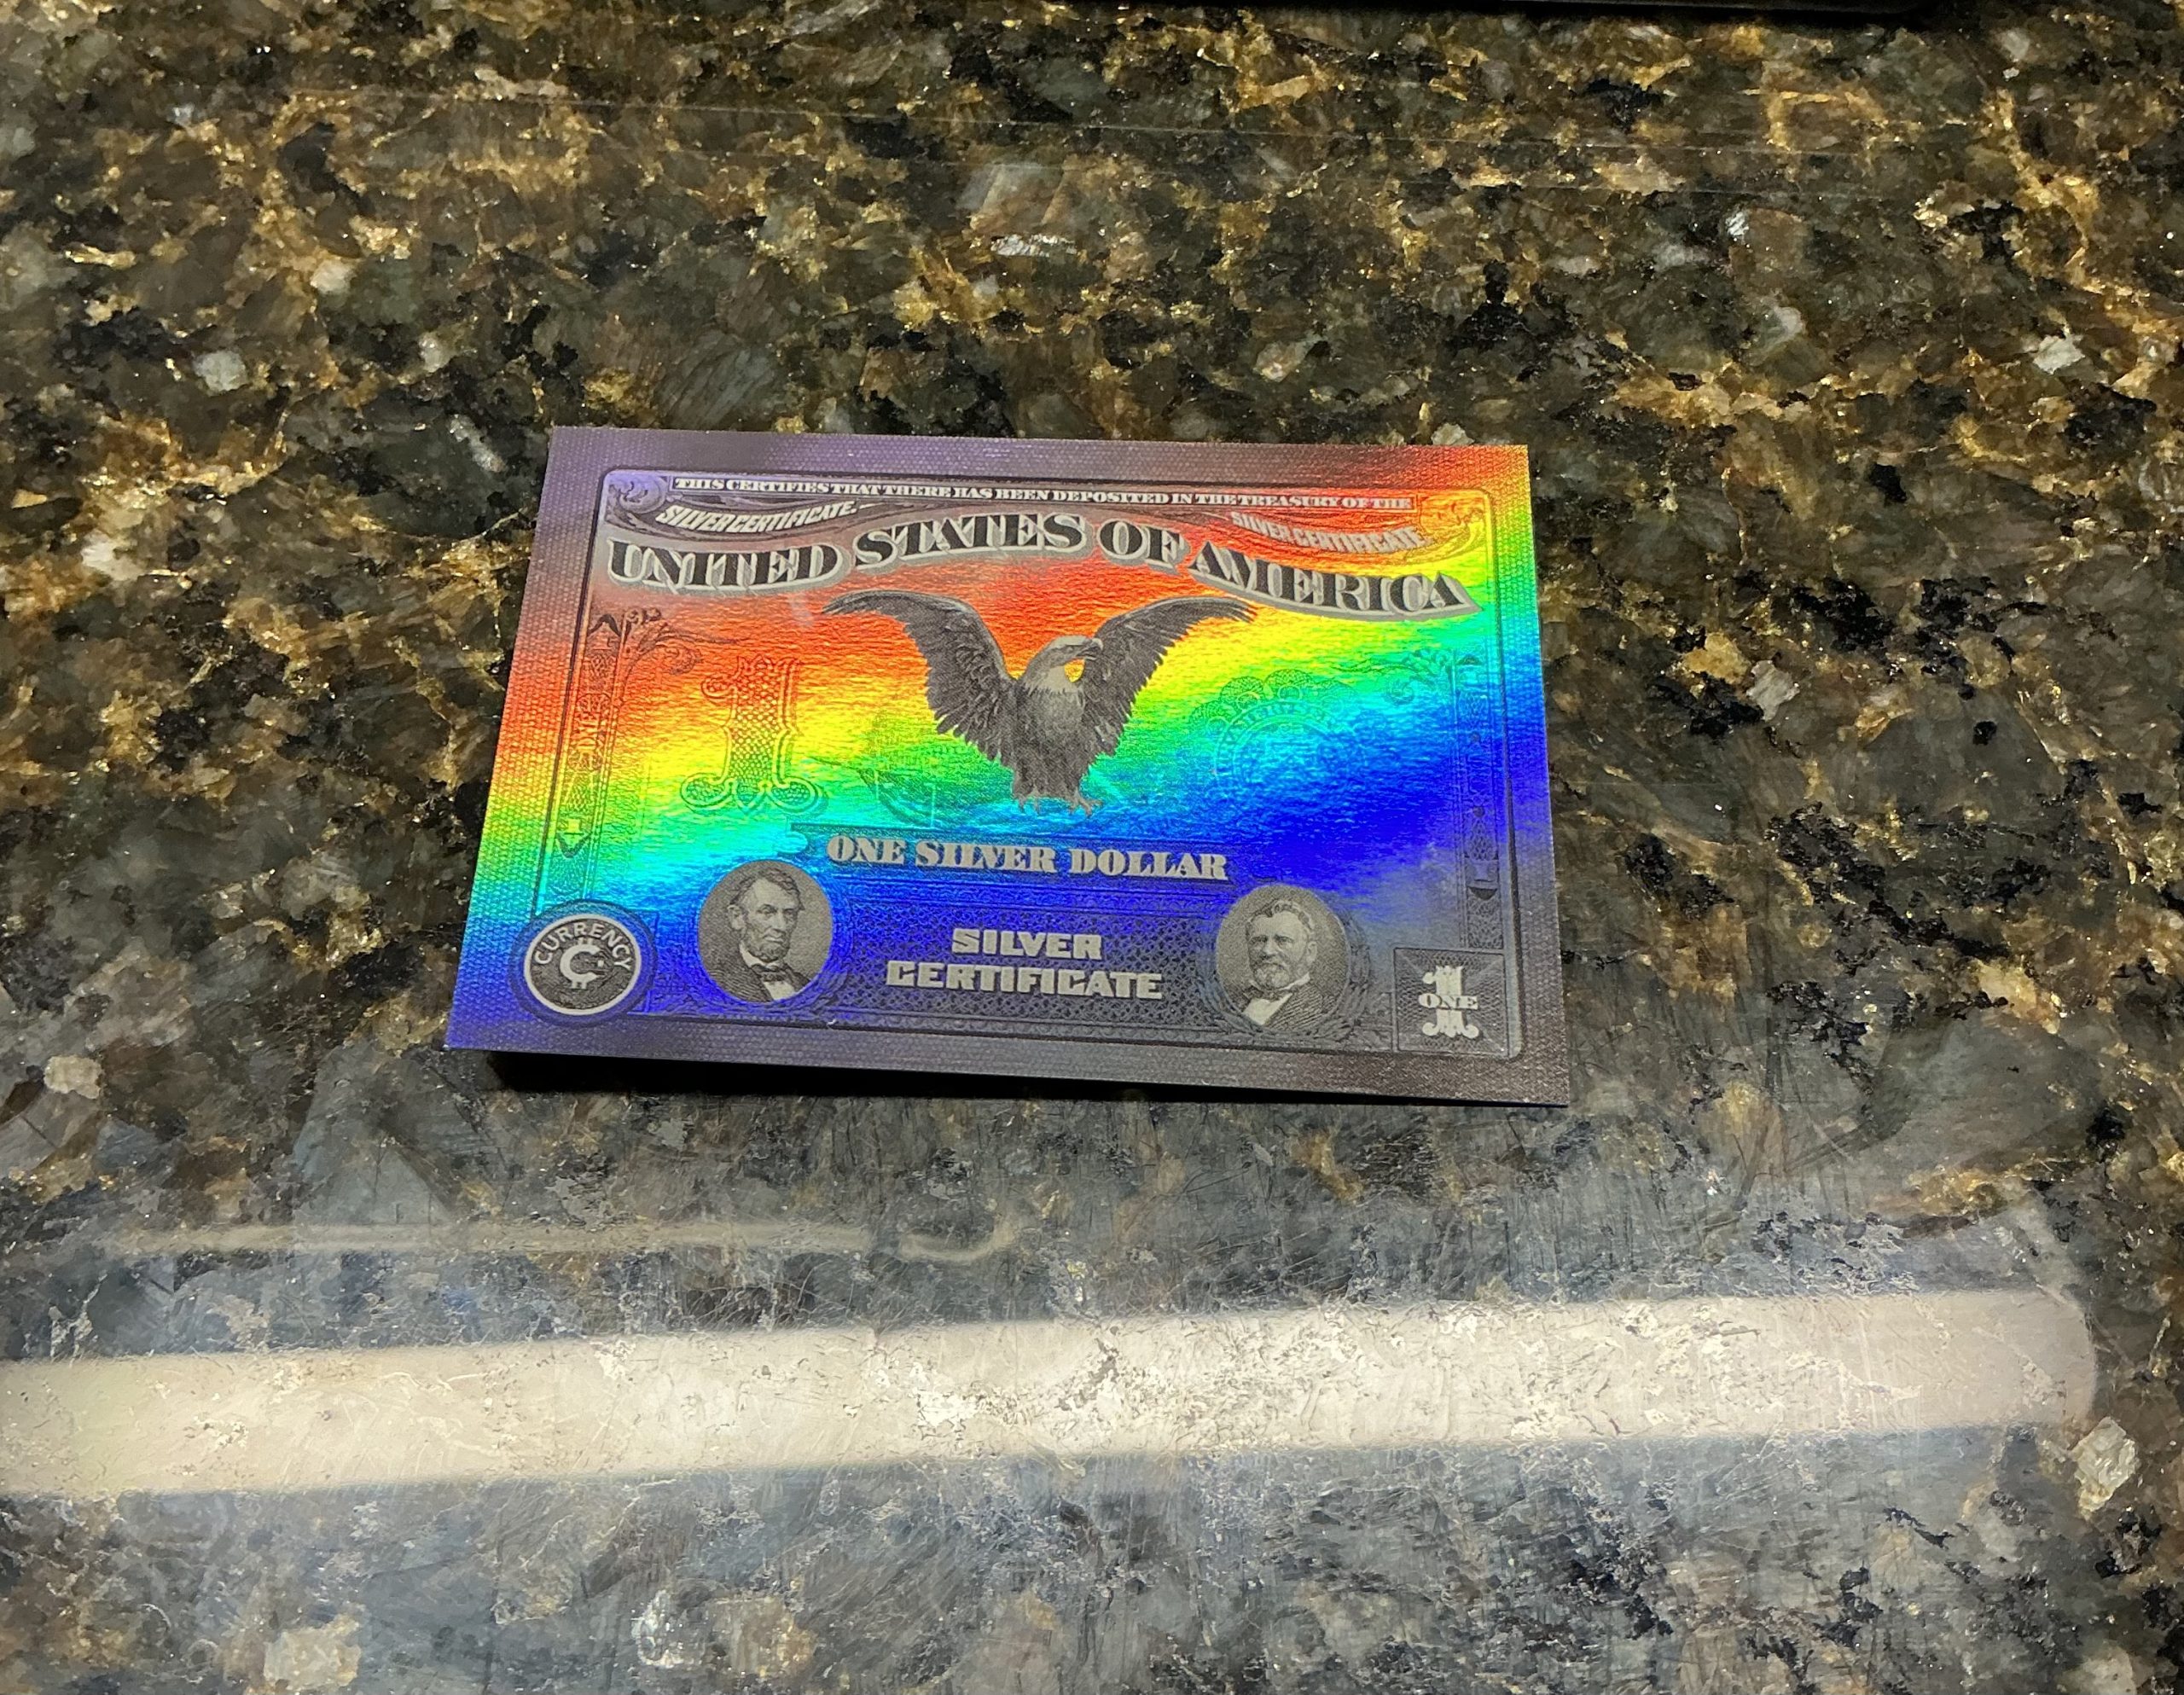 THIS CERTIFIES THAT THERE HAS BEEN DEPOSITED IN THE TREASURY OF THE
SILVER CERTIFICATE.
SILVER CERTIFICATE
UNITED STATES OF AMERICA
1
ONE SILVER DOLLAR
CURRENCY
C
SILVER
CERTIFICATE
1
ONE